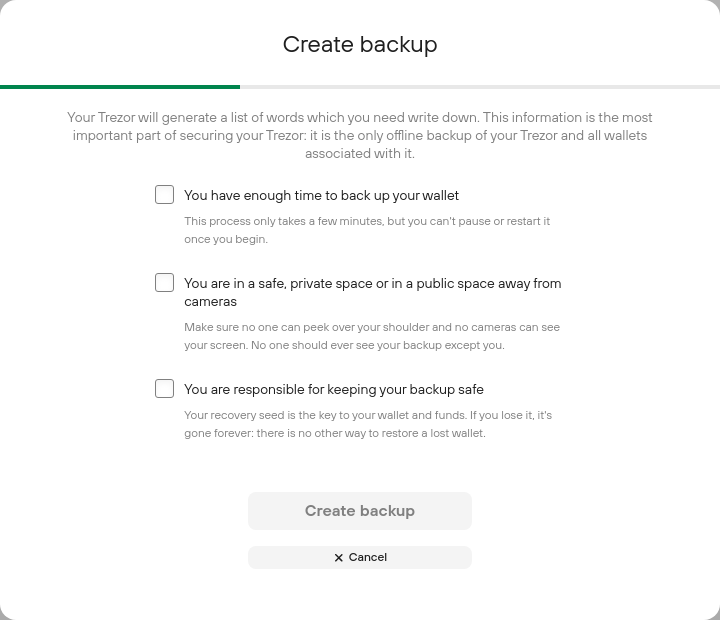 Create backup
Your Trezor will generate a list of words which you need write down. This information is the most
important part of securing your Trezor: it is the only offline backup of your Trezor and all wallets
associated with it.
You have enough time to back up your wallet
This process only takes a few minutes, but you can't pause or restart it
once you begin.
You are in a safe, private space or in a public space away from
cameras
Make sure no one can peek over your shoulder and no cameras can see
your screen. No one should ever see your backup except you.
You are responsible for keeping your backup safe
Your recovery seed is the key to your wallet and funds. If you lose it, it's
gone forever: there is no other way to restore a lost wallet.
Create backup
Cancel